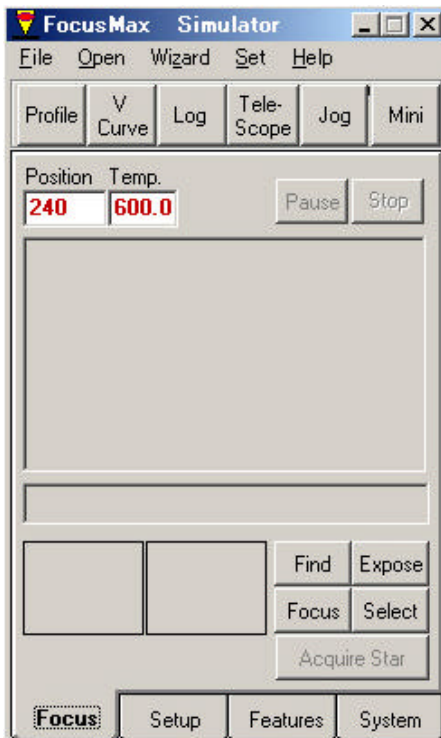 FocusMax Simulator
File Open Wizard Set Help
Profile V Curve Log Tele-Scope Jog Mini
Position Temp.
240 600.0 Pause Stop
Find Expose
Focus Select
Acquire Star
Focus Setup Features System